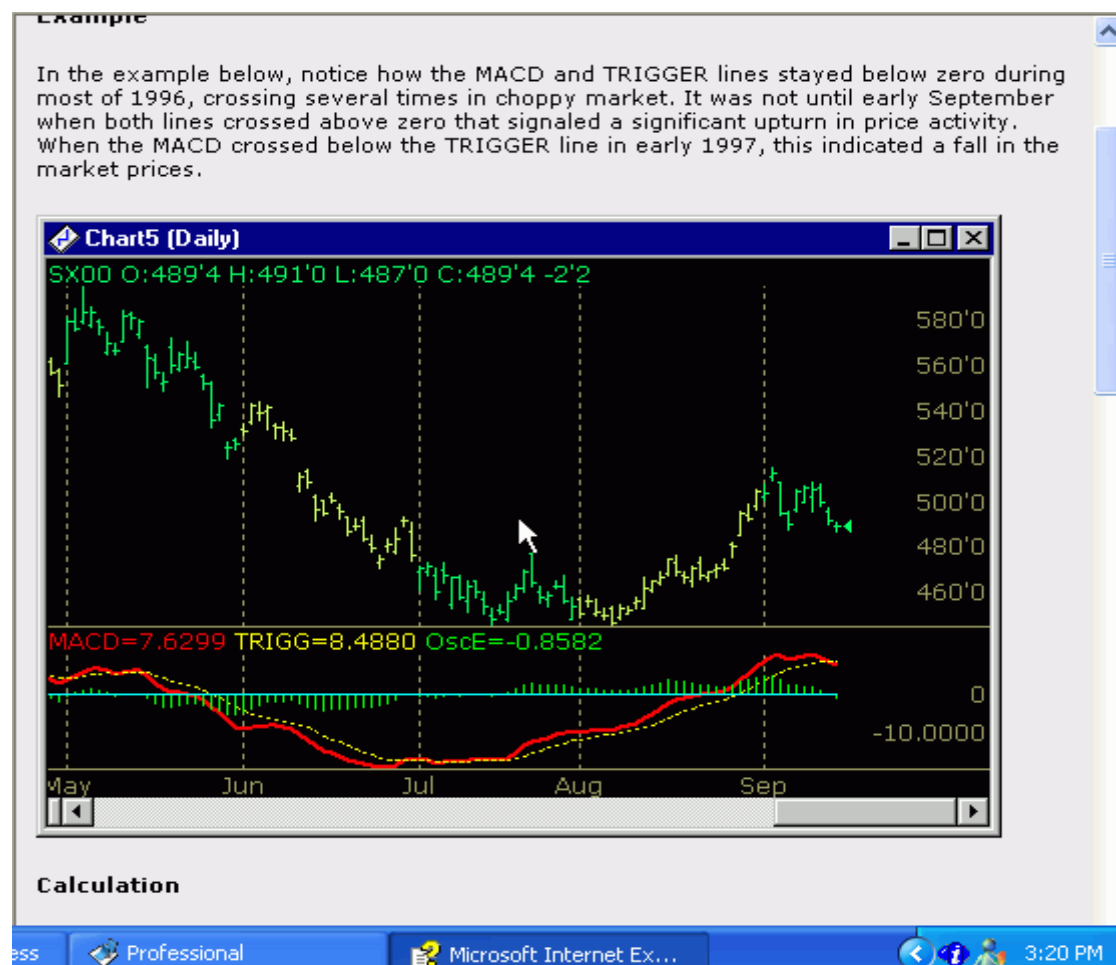 Example
In the example below, notice how the MACD and TRIGGER lines stayed below zero during
most of 1996, crossing several times in choppy market. It was not until early September
when both lines crossed above zero that signaled a significant upturn in price activity.
When the MACD crossed below the TRIGGER line in early 1997, this indicated a fall in the
market prices.
Chart5 (Daily)
SX00 O:489'4 H:491'0 L:487'0 C:489'4 -2'2
580'0
560'0
540'0
520'0
500'0
480'0
460'0
MACD=7.6299 TRIGG=8.4880 OscE=-0.8582
0
-10.0000
May Jun Jul Aug Sep
Calculation
ess Professional Microsoft Internet Ex... 3:20 PM